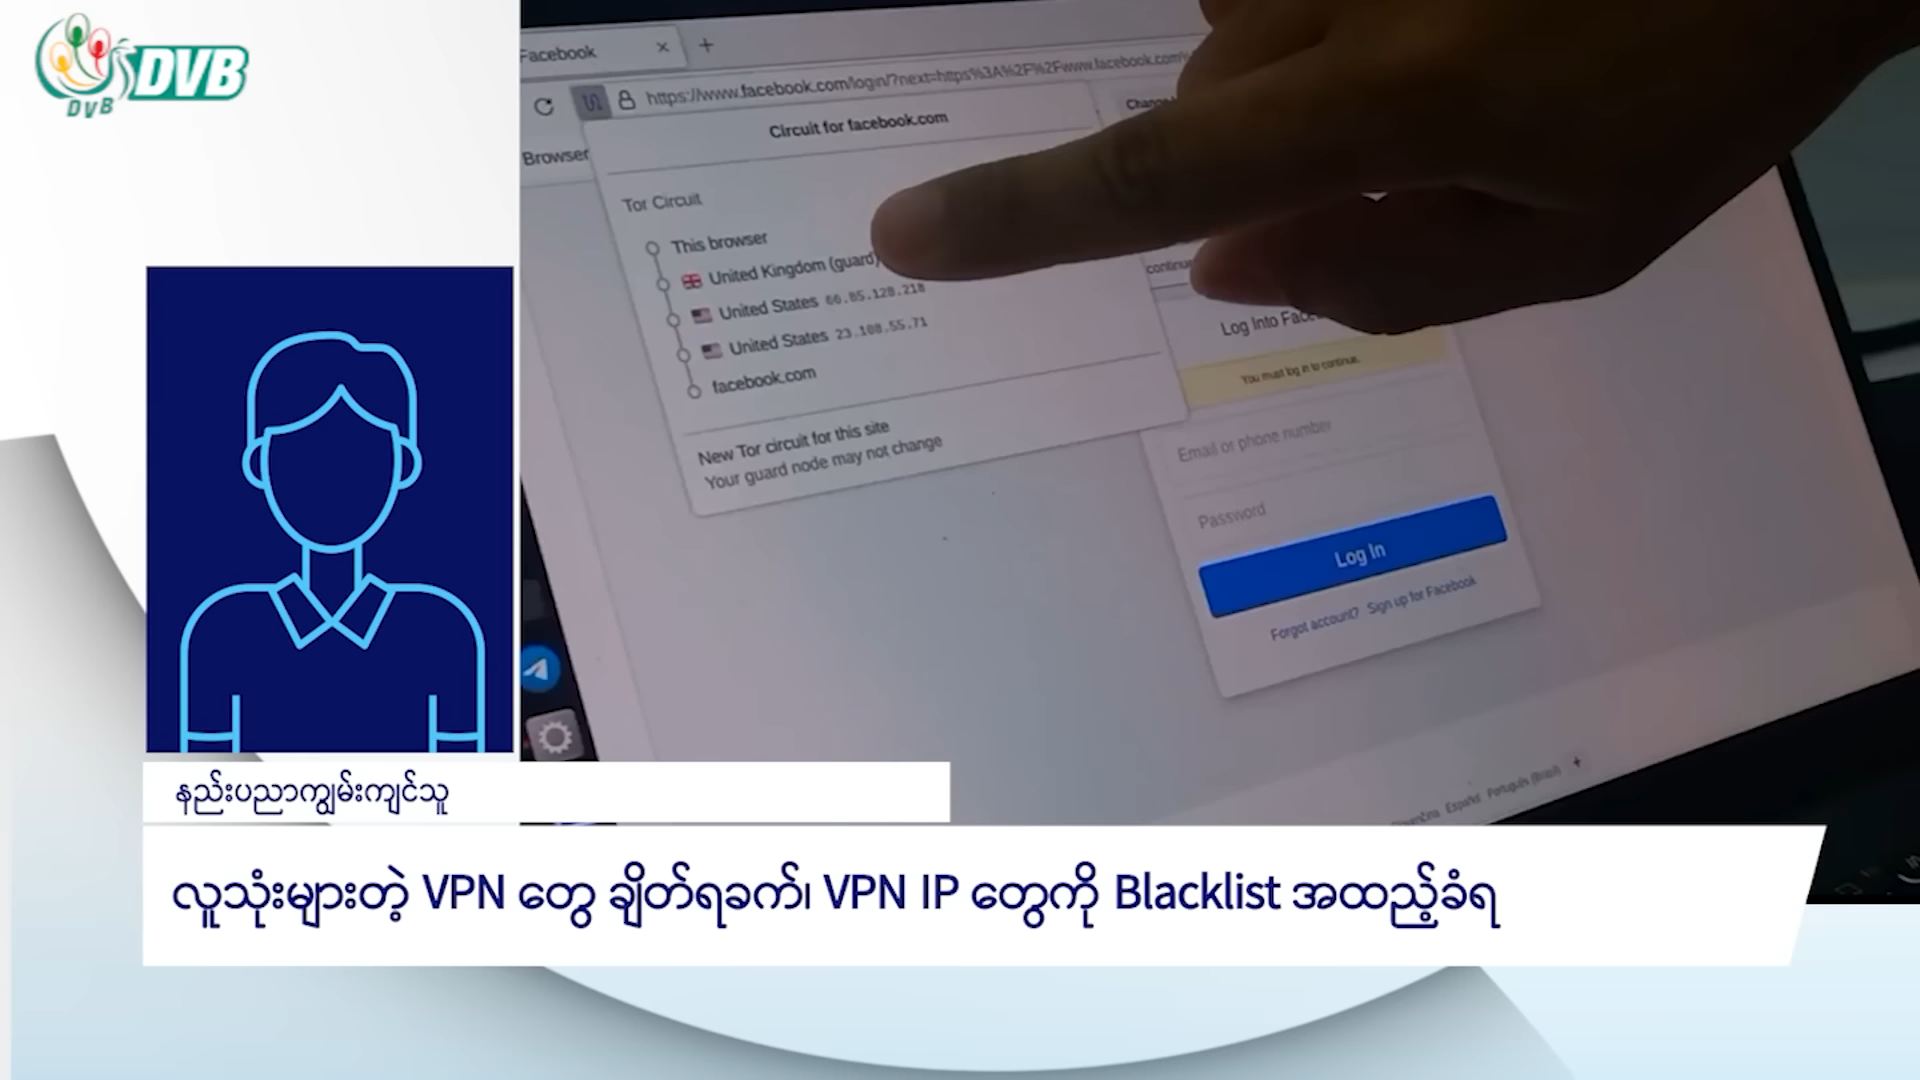 DVB
DVB
Facebook
https://www.facebook.com/login/?next=https%3A%2F%2Fwww.facebook.com
Circuit for facebook.com
Browser
Tor Circuit
This browser
United Kingdom (guard)
United States 66.85.128.218
United States 23.108.55.71
facebook.com
New Tor circuit for this site
Your guard node may not change
continue
Log Into
You must log in to continue.
Email or phone number
Password
Log In
Forgot account? Sign up for Facebook
Español Português (Brasil)
နည်းပညာကျွမ်းကျင်သူ
လူသုံးများတဲ့ VPN တွေ ချိတ်ရခက်၊ VPN IP တွေကို Blacklist အထည့်ခံရ